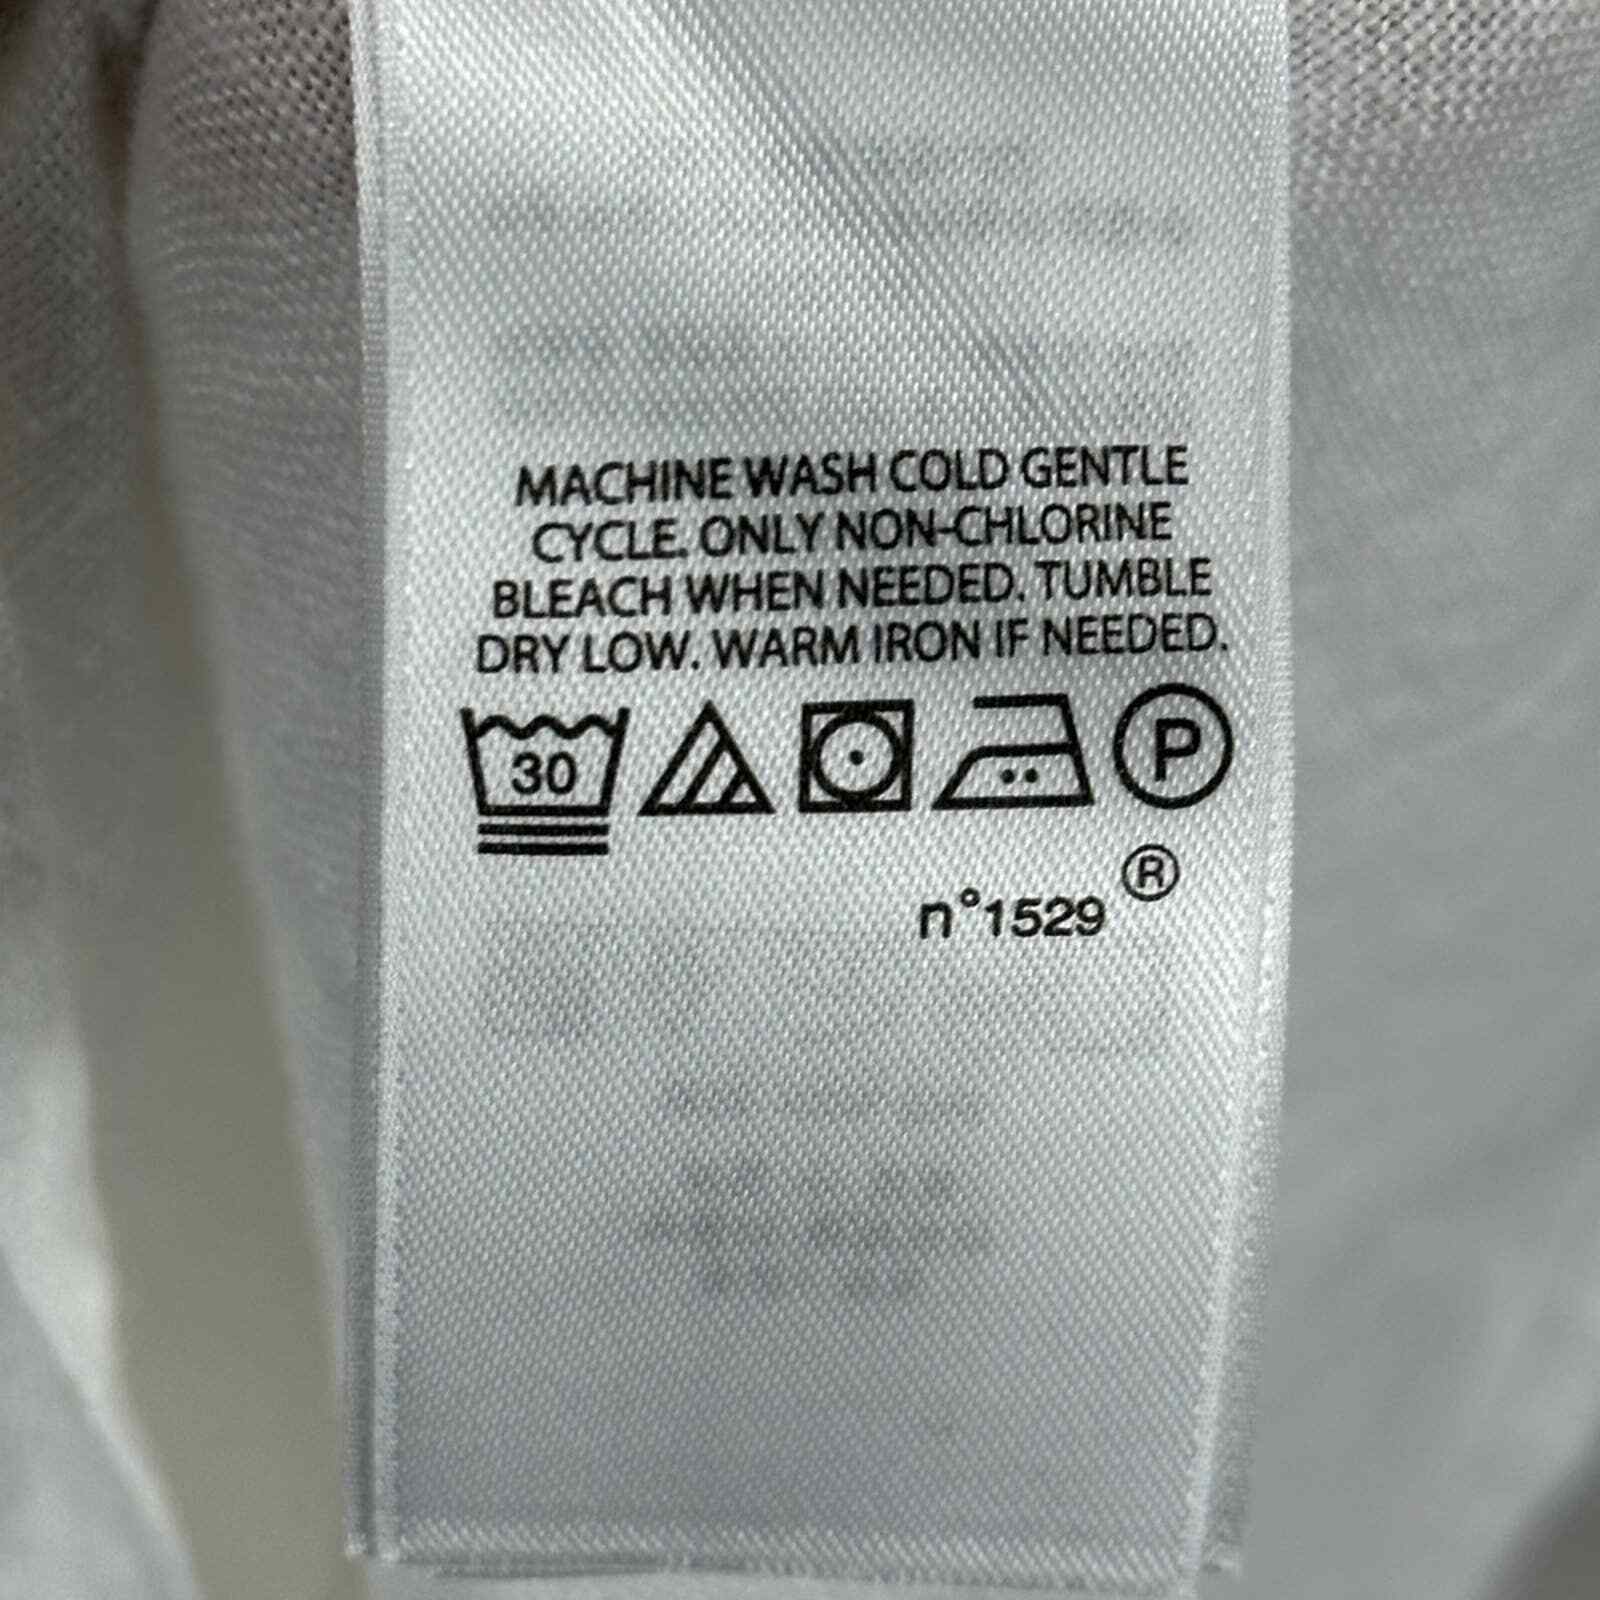 MACHINE WASH COLD GENTLE
CYCLE. ONLY NON-CHLORINE
BLEACH WHEN NEEDED. TUMBLE
DRY LOW. WARM IRON IF NEEDED.
30 P
®
n°1529